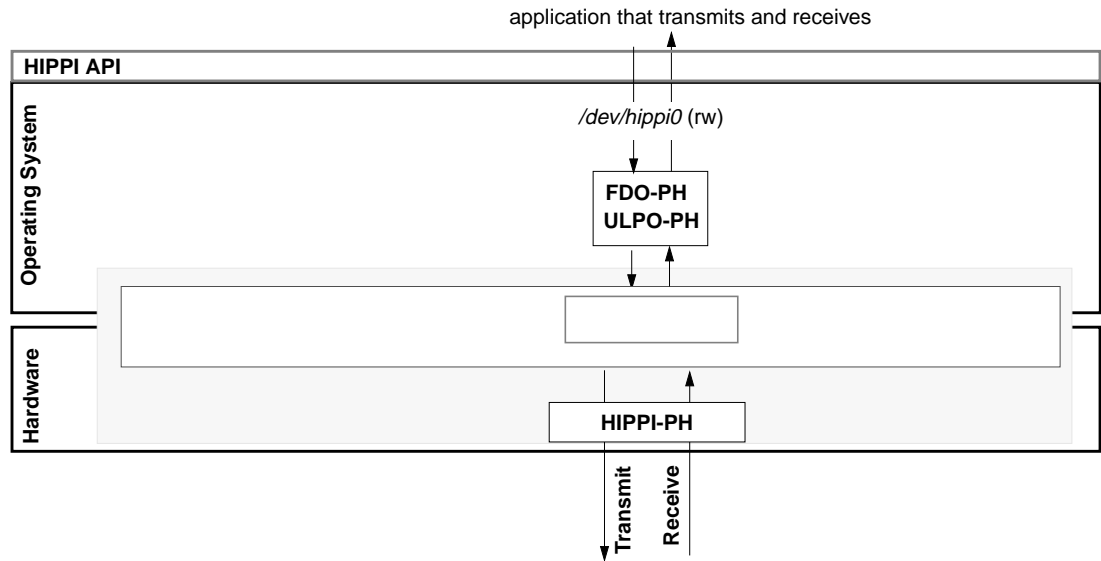 application that transmits and receives
HIPPI API
Operating System
/dev/hippi0 (rw)
FDO-PH
ULPO-PH
Hardware
HIPPI-PH
Transmit
Receive